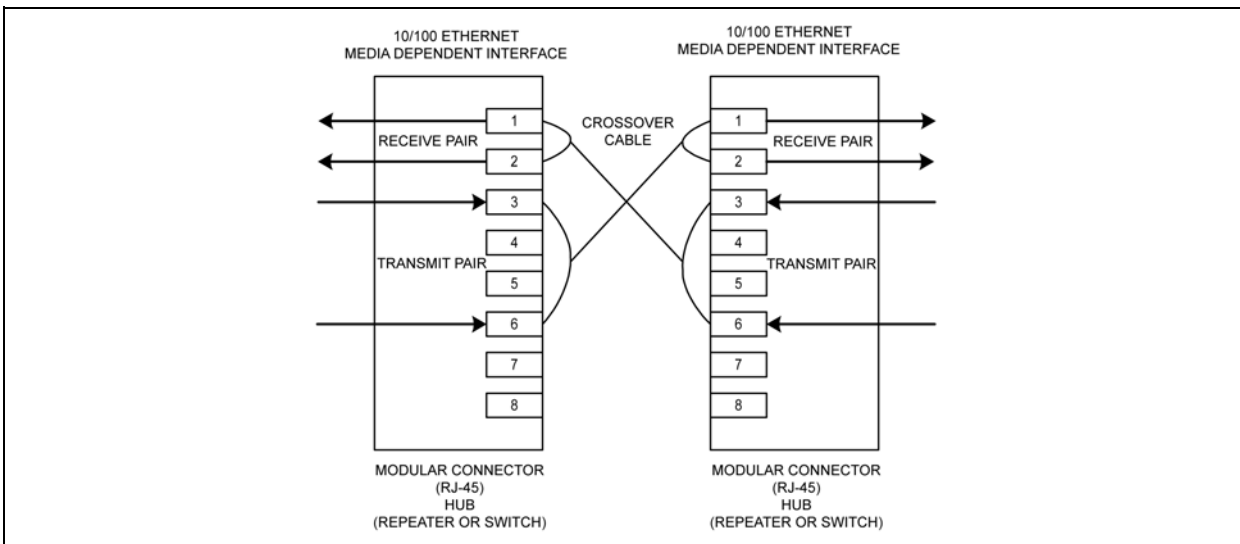 10/100 ETHERNET
MEDIA DEPENDENT INTERFACE
10/100 ETHERNET
MEDIA DEPENDENT INTERFACE
1
RECEIVE PAIR
2
3
4
TRANSMIT PAIR
5
6
7
8
CROSSOVER
CABLE
1
RECEIVE PAIR
2
3
4
TRANSMIT PAIR
5
6
7
8
MODULAR CONNECTOR
(RJ-45)
HUB
(REPEATER OR SWITCH)
MODULAR CONNECTOR
(RJ-45)
HUB
(REPEATER OR SWITCH)